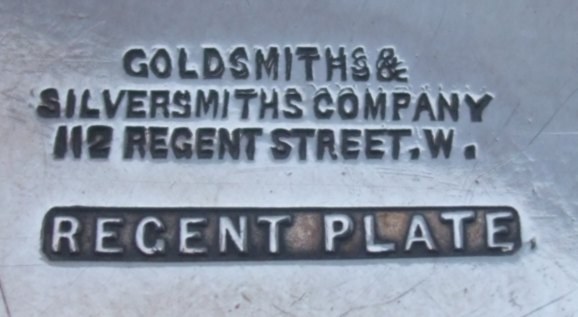 GOLDSMITHS &
SILVERSMITHS COMPANY
112 REGENT STREET. W.
REGENT PLATE